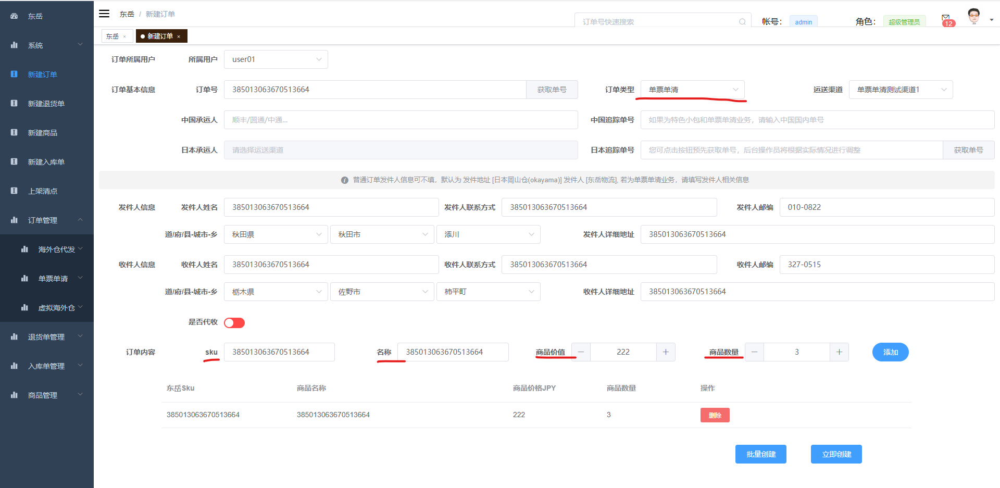 东岳
系统
新建订单
新建退货单
新建商品
新建入库单
上架清点
订单管理
海外仓代发
单票单请
虚拟海外仓
退货单管理
入库单管理
商品管理
东岳 / 新建订单
订单号快速搜索
帐号： admin
角色： 超级管理员
12
东岳 ×
新建订单 ×
订单所属用户 所属用户 user01
订单基本信息 订单号 385013063670513664 获取单号 订单类型 单票单清 运送渠道 单票单清测试渠道1
中国承运人 顺丰/圆通/中通... 中国追踪单号 如果为特色小包和单票单清业务，请输入中国国内单号
日本承运人 请选择运送渠道 日本追踪单号 您可点击按钮预先获取单号，后台操作员将根据实际情况进行调整 获取单号
普通订单发件人信息可不填，默认为 发件地址 [日本岡山仓(okayama)] 发件人 [东岳物流], 若为单票单清业务，请填写发件人相关信息
发件人信息 发件人姓名 385013063670513664 发件人联系方式 385013063670513664 发件人邮编 010-0822
道/府/县-城市-乡 秋田県 秋田市 添川 发件人详细地址 385013063670513664
收件人信息 收件人姓名 385013063670513664 收件人联系方式 385013063670513664 收件人邮编 327-0515
道/府/县-城市-乡 栃木県 佐野市 柿平町 收件人详细地址 385013063670513664
是否代收
订单内容 sku 385013063670513664 名称 385013063670513664 商品价值 − 222 + 商品数量 − 3 + 添加
东岳Sku 商品名称 商品价格JPY 商品数量 操作
385013063670513664 385013063670513664 222 3 删除
批量创建 立即创建